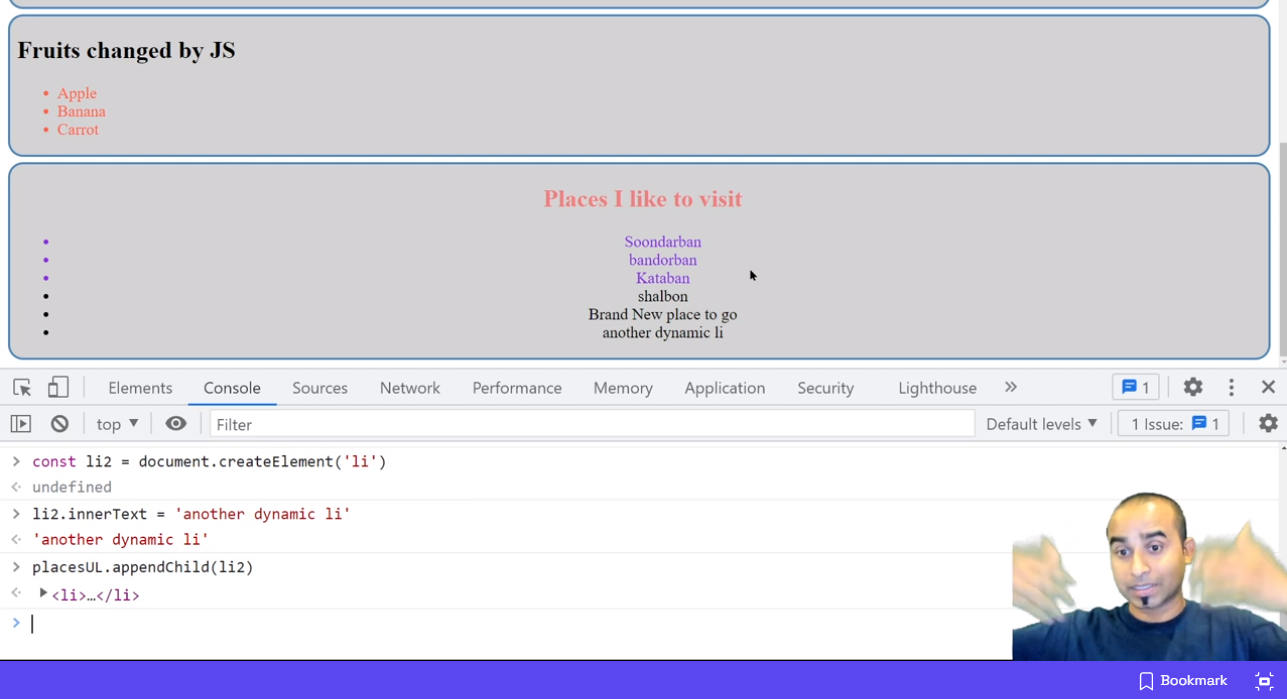 Fruits changed by JS
Apple
Banana
Carrot
Places I like to visit
Soondarban
bandorban
Kataban
shalbon
Brand New place to go
another dynamic li
Elements Console Sources Network Performance Memory Application Security Lighthouse » 1
top Filter Default levels 1 Issue: 1
> const li2 = document.createElement('li')
undefined
> li2.innerText = 'another dynamic li'
'another dynamic li'
> placesUL.appendChild(li2)
<li>…</li>
>
Bookmark